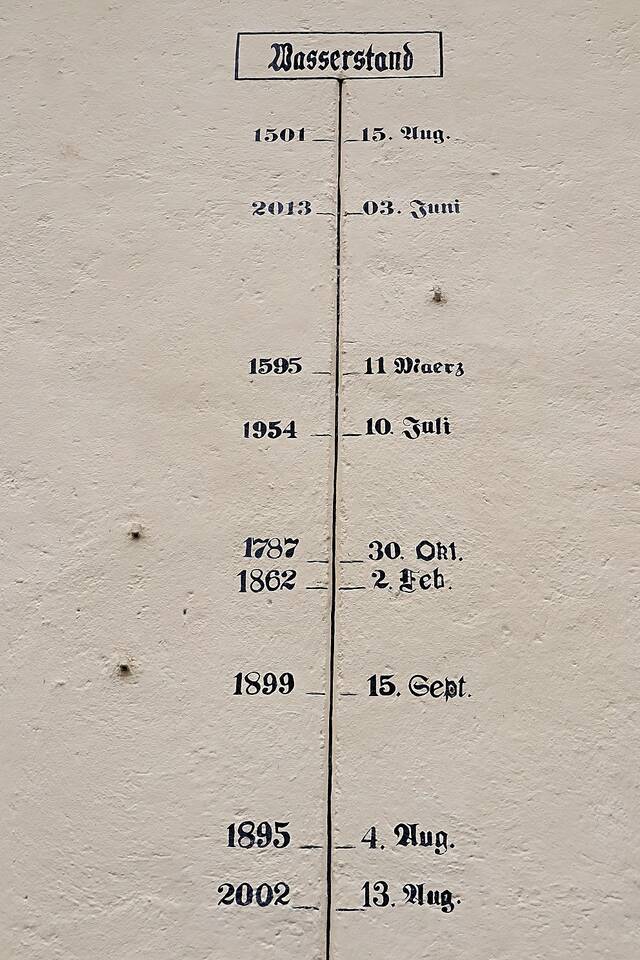 Wasserstand
1501 15. Aug.
2013 03. Juni
1595 11 Maerz
1954 10. Juli
1787 30. Okt.
1862 2. Feb.
1899 15. Sept.
1895 4. Aug.
2002 13. Aug.